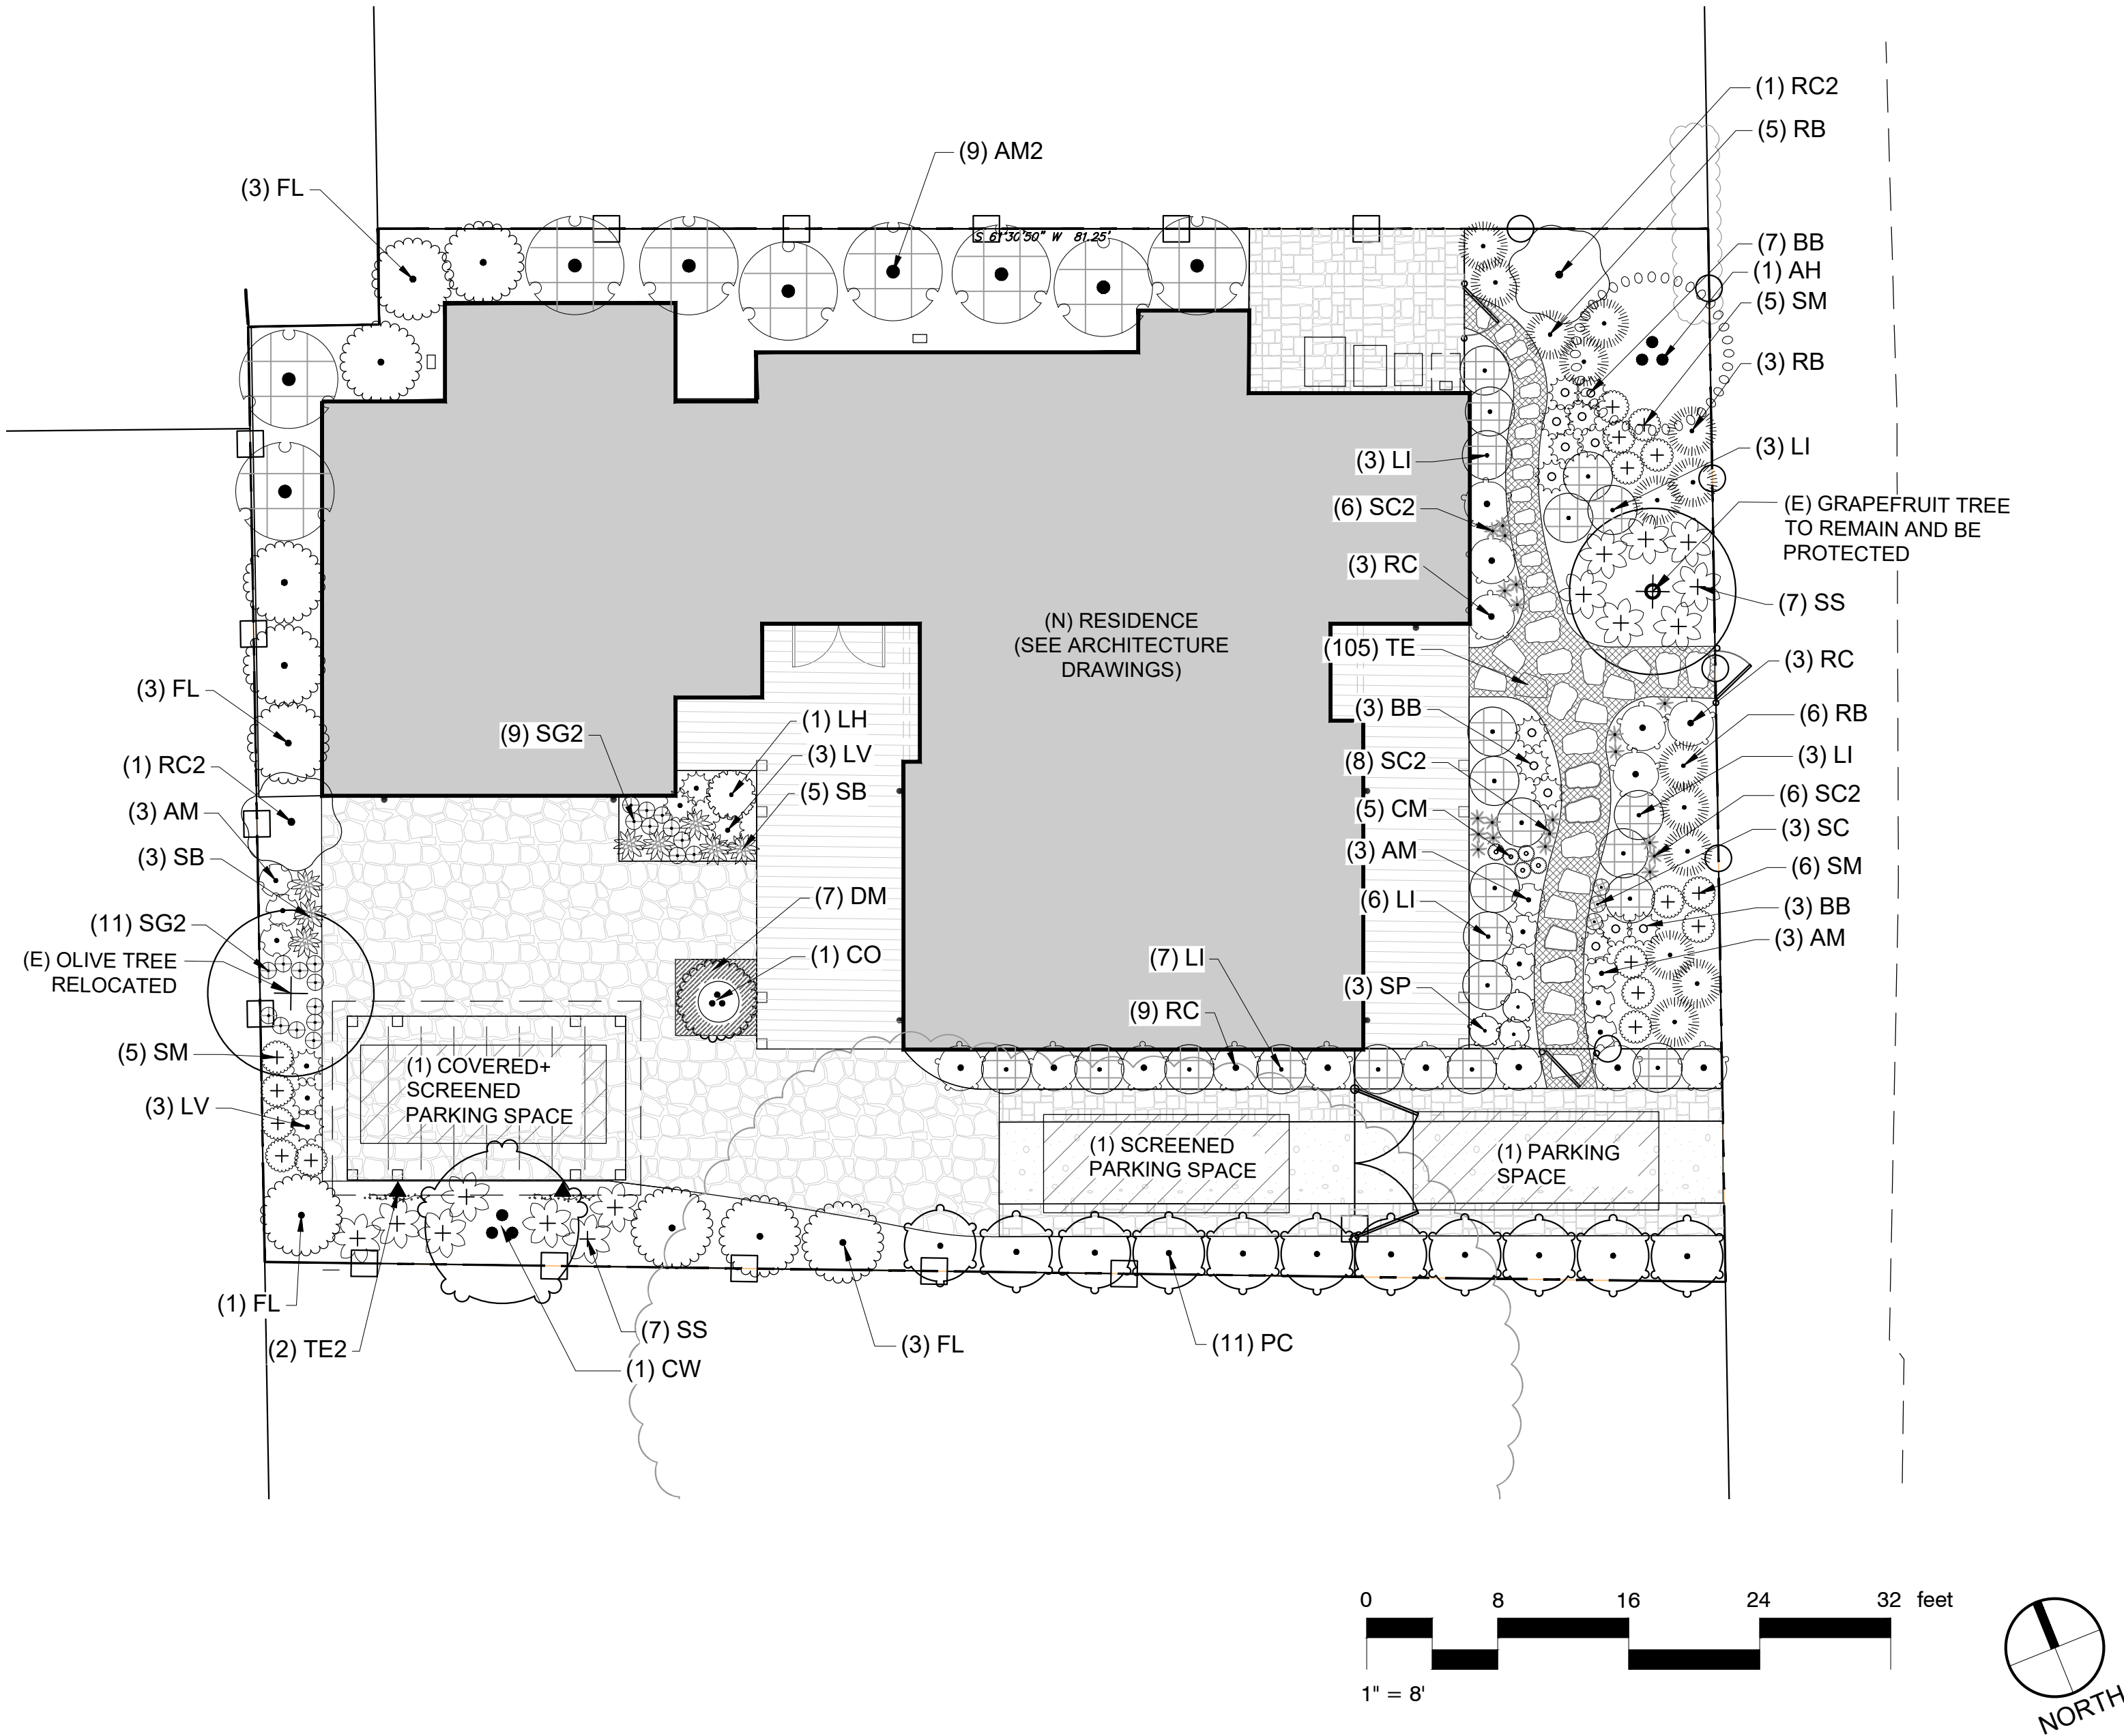 (1) RC2
(5) RB
(9) AM2
(3) FL
S 61°30'50" W 81.25'
(7) BB
(1) AH
(5) SM
(3) RB
(3) LI
(3) LI
(6) SC2
(E) GRAPEFRUIT TREE
TO REMAIN AND BE
PROTECTED
(3) RC
(7) SS
(N) RESIDENCE
(SEE ARCHITECTURE
DRAWINGS)
(105) TE
(3) RC
(3) FL
(9) SG2
(1) LH
(3) BB
(6) RB
(3) LV
(3) LI
(1) RC2
(8) SC2
(5) SB
(6) SC2
(3) AM
(5) CM
(3) SC
(3) SB
(3) AM
(6) SM
(7) DM
(6) LI
(3) BB
(11) SG2
(3) AM
(1) CO
(7) LI
(E) OLIVE TREE
RELOCATED
(3) SP
(9) RC
(5) SM
(1) COVERED+
SCREENED
PARKING SPACE
(3) LV
(1) SCREENED
PARKING SPACE
(1) PARKING
SPACE
(1) FL
(7) SS
(2) TE2
(3) FL
(11) PC
(1) CW
0 8 16 24 32 feet
1" = 8'
NORTH